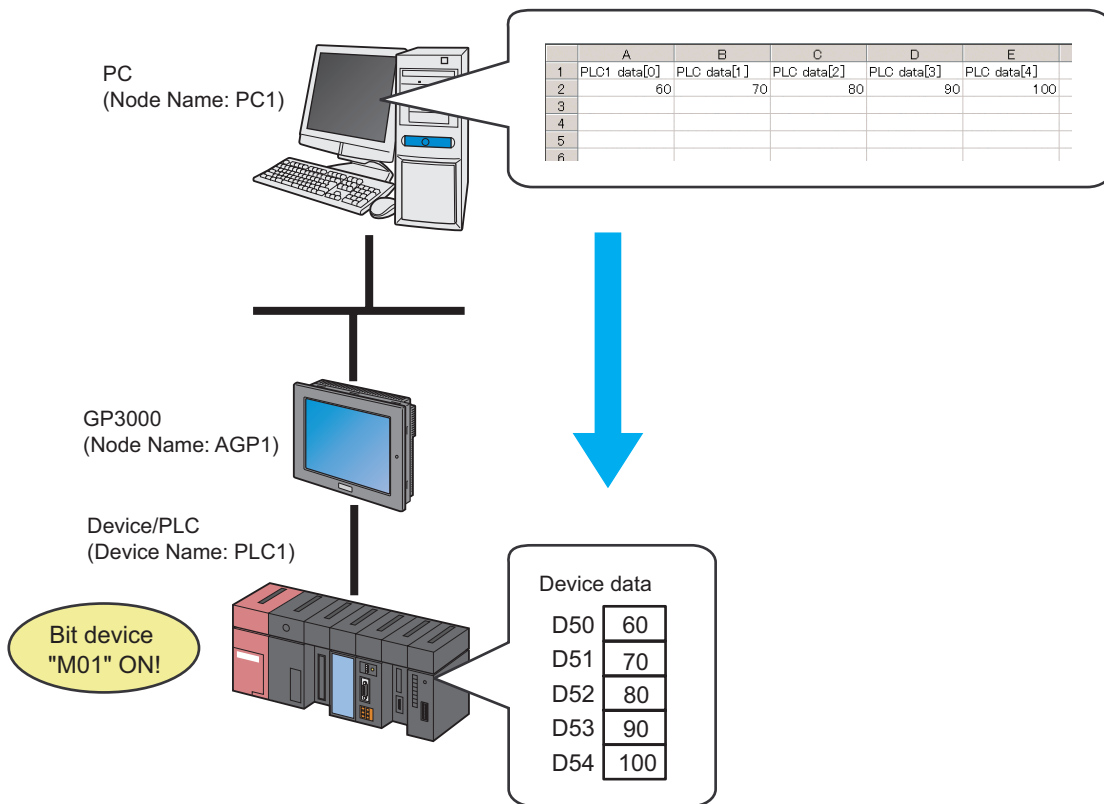 PC
(Node Name: PC1)
A B C D E
1 PLC1 data[0] PLC data[1] PLC data[2] PLC data[3] PLC data[4]
2 60 70 80 90 100
3
4
5
6
GP3000
(Node Name: AGP1)
Device/PLC
(Device Name: PLC1)
Bit device
"M01" ON!
Device data
D50 60
D51 70
D52 80
D53 90
D54 100